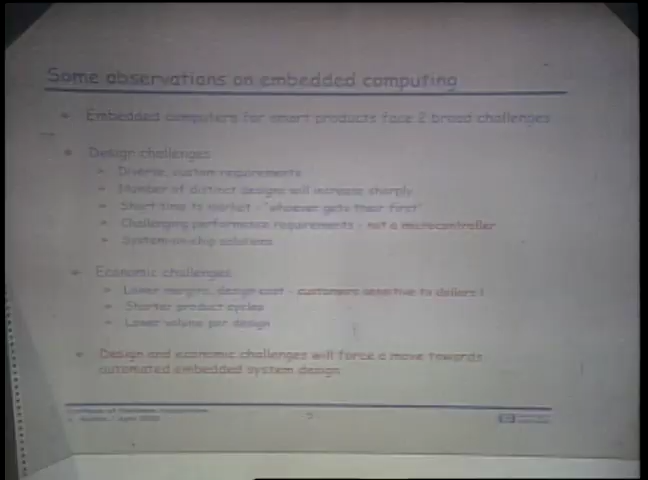 Some observations on embedded computing
Embedded computers for smart products face 2 broad challenges
Design challenges
Diverse, custom requirements
Number of distinct designs will increase sharply
Short time to market - "whoever gets their first"
Challenging performance requirements - not a microcontroller
System-on-chip solutions
Economic challenges
Lower margins, design cost - customers sensitive to dollars!
Shorter product cycles
Lower volume per design
Design and economic challenges will force a move towards
automated embedded system design